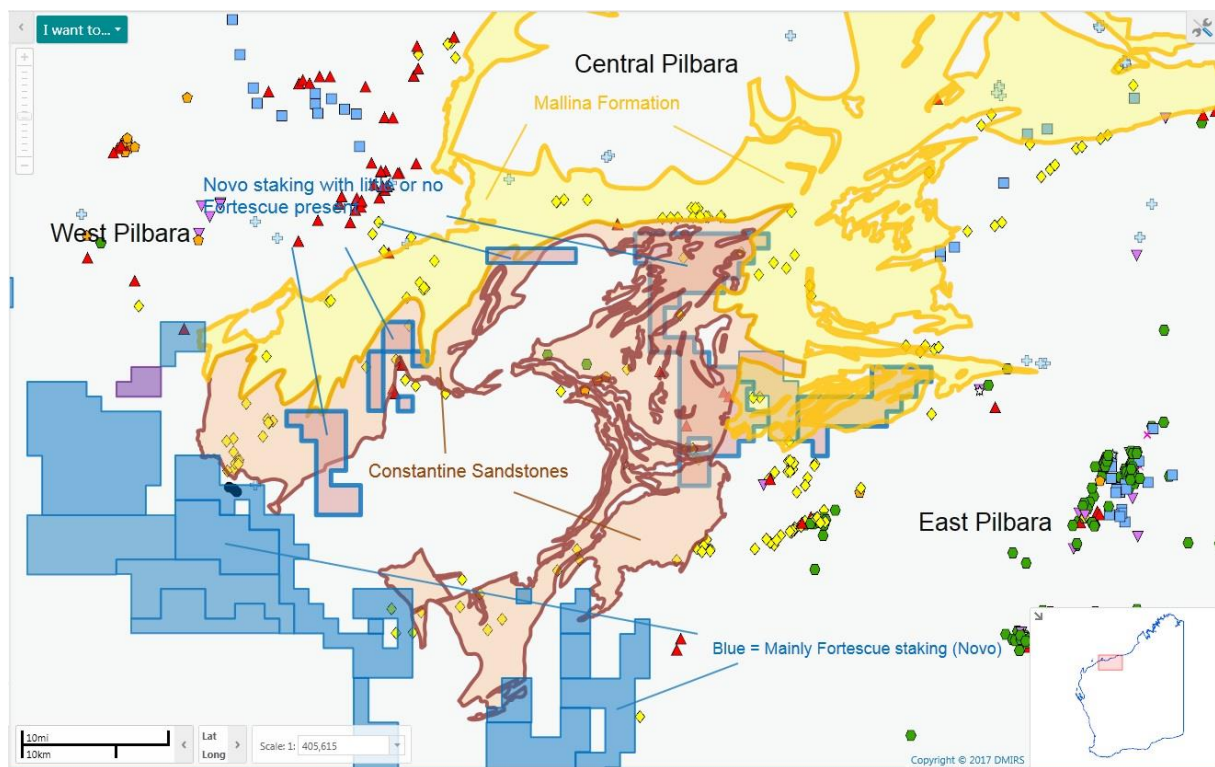 I want to...
Central Pilbara
Mallina Formation
Novo staking with little or no
Fortescue present
West Pilbara
Constantine Sandstones
East Pilbara
Blue = Mainly Fortescue staking (Novo)
10mi
10km
Lat
Long
Scale: 1: 405,615
Copyright © 2017 DMIRS